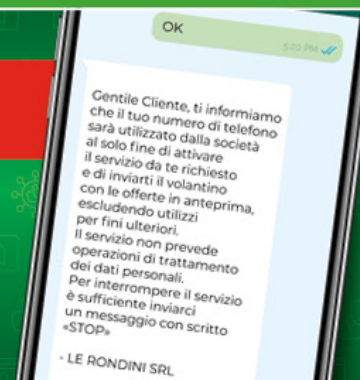 OK
5:09 PM
Gentile Cliente, ti informiamo
che il tuo numero di telefono
sarà utilizzato dalla società
al solo fine di attivare
il servizio da te richiesto
e di inviarti il volantino
con le offerte in anteprima,
escludendo utilizzi
per fini ulteriori.
Il servizio non prevede
operazioni di trattamento
dei dati personali.
Per interrompere il servizio
è sufficiente inviarci
un messaggio con scritto
«STOP»
- LE RONDINI SRL